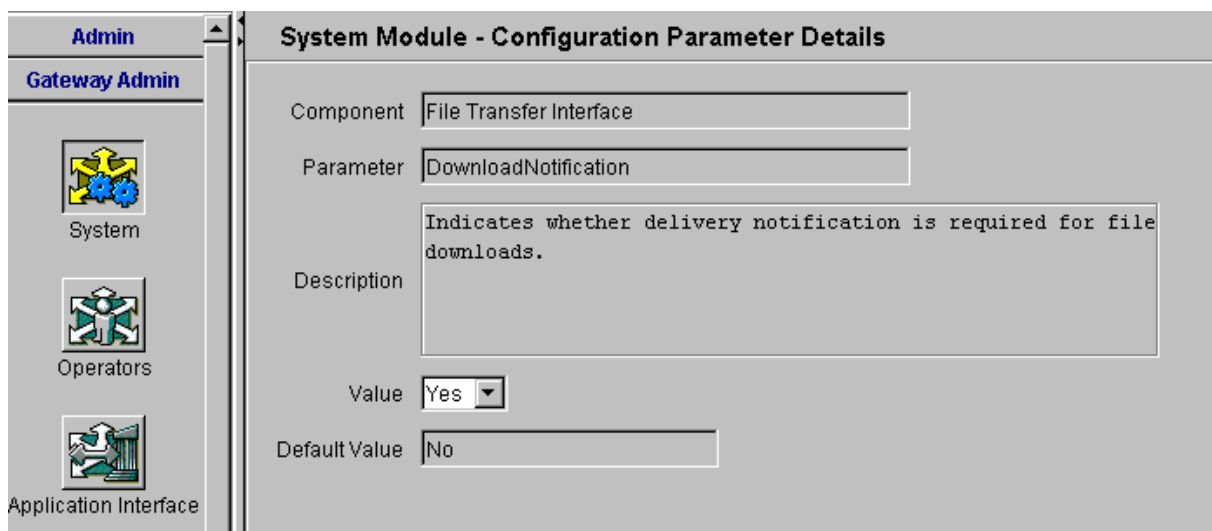 Admin
Gateway Admin
System
Operators
Application Interface
System Module - Configuration Parameter Details
Component File Transfer Interface
Parameter DownloadNotification
Description Indicates whether delivery notification is required for file
downloads.
Value Yes
Default Value No